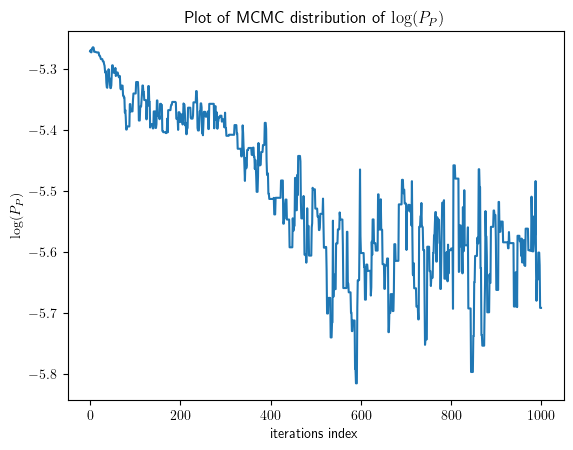 Plot of MCMC distribution of log(P_P)
log(P_P)
−5.3
−5.4
−5.5
−5.6
−5.7
−5.8
0 200 400 600 800 1000
iterations index